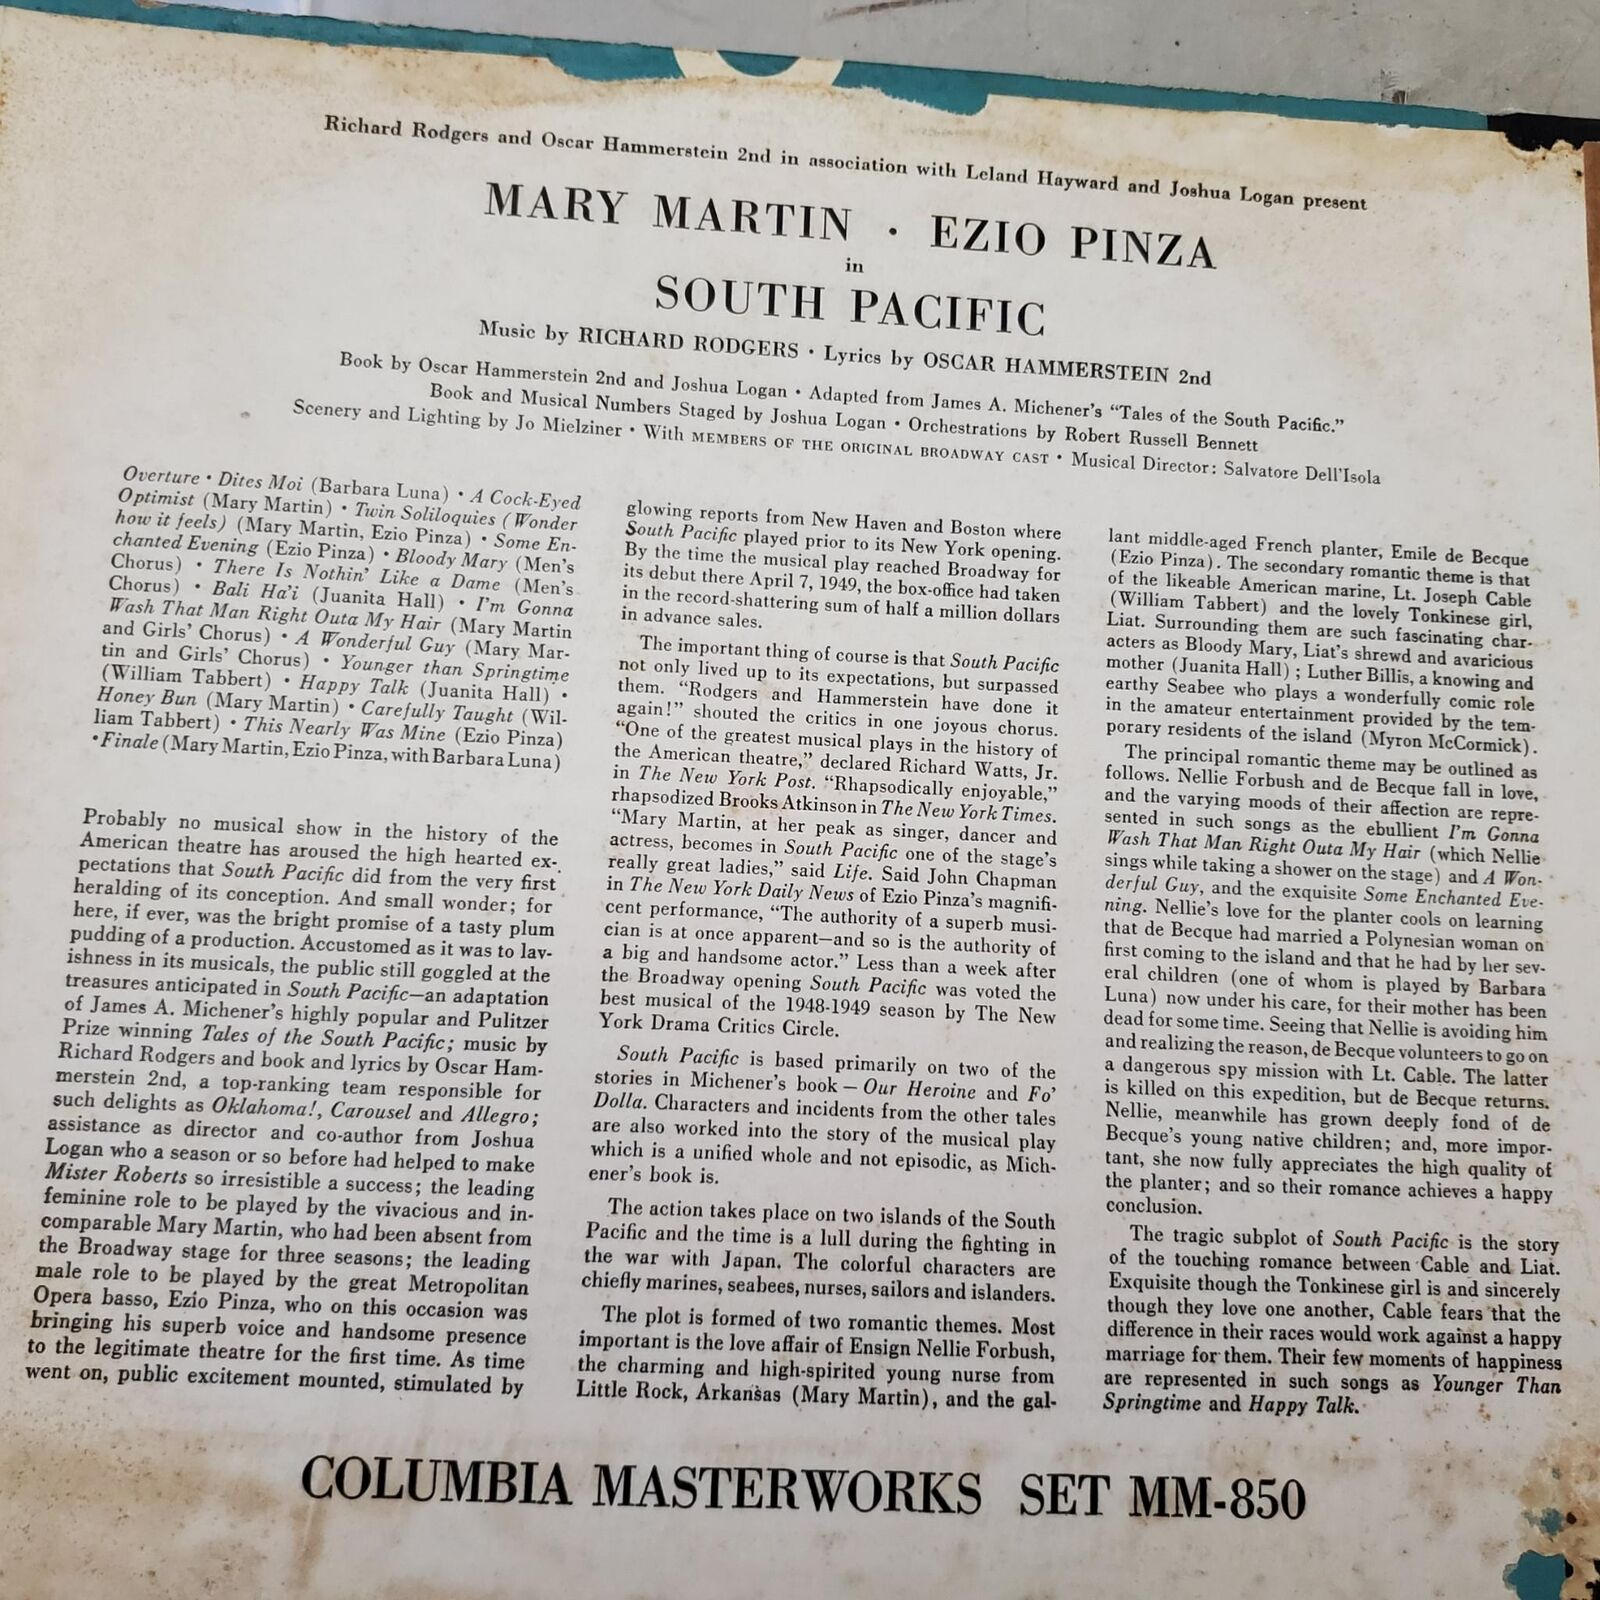 Richard Rodgers and Oscar Hammerstein 2nd in association with Leland Hayward and Joshua Logan present
MARY MARTIN · EZIO PINZA
in
SOUTH PACIFIC
Music by RICHARD RODGERS · Lyrics by OSCAR HAMMERSTEIN 2nd
Book by Oscar Hammerstein 2nd and Joshua Logan · Adapted from James A. Michener's "Tales of the South Pacific."
Book and Musical Numbers Staged by Joshua Logan · Orchestrations by Robert Russell Bennett
Scenery and Lighting by Jo Mielziner · With MEMBERS OF THE ORIGINAL BROADWAY CAST · Musical Director: Salvatore Dell'Isola
Overture · Dites Moi (Barbara Luna) · A Cock-Eyed
Optimist (Mary Martin) · Twin Soliloquies (Wonder
how it feels) (Mary Martin, Ezio Pinza) · Some En-
chanted Evening (Ezio Pinza) · Bloody Mary (Men's
Chorus) · There Is Nothin' Like a Dame (Men's
Chorus) · Bali Ha'i (Juanita Hall) · I'm Gonna
Wash That Man Right Outa My Hair (Mary Martin
and Girls' Chorus) · A Wonderful Guy (Mary Mar-
tin and Girls' Chorus) · Younger than Springtime
(William Tabbert) · Happy Talk (Juanita Hall) ·
Honey Bun (Mary Martin) · Carefully Taught (Wil-
liam Tabbert) · This Nearly Was Mine (Ezio Pinza)
· Finale (Mary Martin, Ezio Pinza, with Barbara Luna)
Probably no musical show in the history of the
American theatre has aroused the high hearted ex-
pectations that South Pacific did from the very first
heralding of its conception. And small wonder; for
here, if ever, was the bright promise of a tasty plum
pudding of a production. Accustomed as it was to lav-
ishness in its musicals, the public still goggled at the
treasures anticipated in South Pacific—an adaptation
of James A. Michener's highly popular and Pulitzer
Prize winning Tales of the South Pacific; music by
Richard Rodgers and book and lyrics by Oscar Ham-
merstein 2nd, a top-ranking team responsible for
such delights as Oklahoma!, Carousel and Allegro;
assistance as director and co-author from Joshua
Logan who a season or so before had helped to make
Mister Roberts so irresistible a success; the leading
feminine role to be played by the vivacious and in-
comparable Mary Martin, who had been absent from
the Broadway stage for three seasons; the leading
male role to be played by the great Metropolitan
Opera basso, Ezio Pinza, who on this occasion was
bringing his superb voice and handsome presence
to the legitimate theatre for the first time. As time
went on, public excitement mounted, stimulated by
glowing reports from New Haven and Boston where
South Pacific played prior to its New York opening.
By the time the musical play reached Broadway for
its debut there April 7, 1949, the box-office had taken
in the record-shattering sum of half a million dollars
in advance sales.
The important thing of course is that South Pacific
not only lived up to its expectations, but surpassed
them. "Rodgers and Hammerstein have done it
again!" shouted the critics in one joyous chorus.
"One of the greatest musical plays in the history of
the American theatre," declared Richard Watts, Jr.
in The New York Post. "Rhapsodically enjoyable,"
rhapsodized Brooks Atkinson in The New York Times.
"Mary Martin, at her peak as singer, dancer and
actress, becomes in South Pacific one of the stage's
really great ladies," said Life. Said John Chapman
in The New York Daily News of Ezio Pinza's magnifi-
cent performance, "The authority of a superb musi-
cian is at once apparent—and so is the authority of
a big and handsome actor." Less than a week after
the Broadway opening South Pacific was voted the
best musical of the 1948-1949 season by The New
York Drama Critics Circle.
South Pacific is based primarily on two of the
stories in Michener's book — Our Heroine and Fo'
Dolla. Characters and incidents from the other tales
are also worked into the story of the musical play
which is a unified whole and not episodic, as Mich-
ener's book is.
The action takes place on two islands of the South
Pacific and the time is a lull during the fighting in
the war with Japan. The colorful characters are
chiefly marines, seabees, nurses, sailors and islanders.
The plot is formed of two romantic themes. Most
important is the love affair of Ensign Nellie Forbush,
the charming and high-spirited young nurse from
Little Rock, Arkansas (Mary Martin), and the gal-
lant middle-aged French planter, Emile de Becque
(Ezio Pinza). The secondary romantic theme is that
of the likeable American marine, Lt. Joseph Cable
(William Tabbert) and the lovely Tonkinese girl,
Liat. Surrounding them are such fascinating char-
acters as Bloody Mary, Liat's shrewd and avaricious
mother (Juanita Hall) ; Luther Billis, a knowing and
earthy Seabee who plays a wonderfully comic role
in the amateur entertainment provided by the tem-
porary residents of the island (Myron McCormick).
The principal romantic theme may be outlined as
follows. Nellie Forbush and de Becque fall in love,
and the varying moods of their affection are repre-
sented in such songs as the ebullient I'm Gonna
Wash That Man Right Outa My Hair (which Nellie
sings while taking a shower on the stage) and A Won-
derful Guy, and the exquisite Some Enchanted Eve-
ning. Nellie's love for the planter cools on learning
that de Becque had married a Polynesian woman on
first coming to the island and that he had by her sev-
eral children (one of whom is played by Barbara
Luna) now under his care, for their mother has been
dead for some time. Seeing that Nellie is avoiding him
and realizing the reason, de Becque volunteers to go on
a dangerous spy mission with Lt. Cable. The latter
is killed on this expedition, but de Becque returns.
Nellie, meanwhile has grown deeply fond of de
Becque's young native children; and, more impor-
tant, she now fully appreciates the high quality of
the planter; and so their romance achieves a happy
conclusion.
The tragic subplot of South Pacific is the story
of the touching romance between Cable and Liat.
Exquisite though the Tonkinese girl is and sincerely
though they love one another, Cable fears that the
difference in their races would work against a happy
marriage for them. Their few moments of happiness
are represented in such songs as Younger Than
Springtime and Happy Talk.
COLUMBIA MASTERWORKS SET MM-850